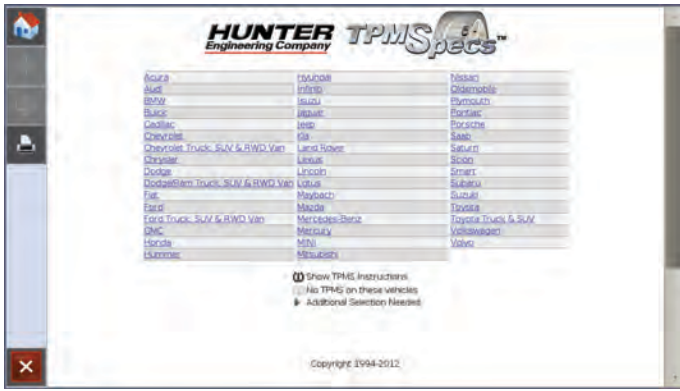 HUNTER TPMSpecs™
Engineering Company
Acura Hyundai Nissan
Audi Infiniti Oldsmobile
BMW Isuzu Plymouth
Buick Jaguar Pontiac
Cadillac Jeep Porsche
Chevrolet Kia Saab
Chevrolet Truck, SUV & RWD Van Land Rover Saturn
Chrysler Lexus Scion
Dodge Lincoln Smart
Dodge/Ram Truck, SUV & RWD Van Lotus Subaru
Fiat Maybach Suzuki
Ford Mazda Toyota
Ford Truck, SUV & RWD Van Mercedes-Benz Toyota Truck & SUV
GMC Mercury Volkswagen
Honda MINI Volvo
Hummer Mitsubishi
Show TPMS Instructions
No TPMS on these vehicles
Additional Selection Needed
Copyright 1994-2012